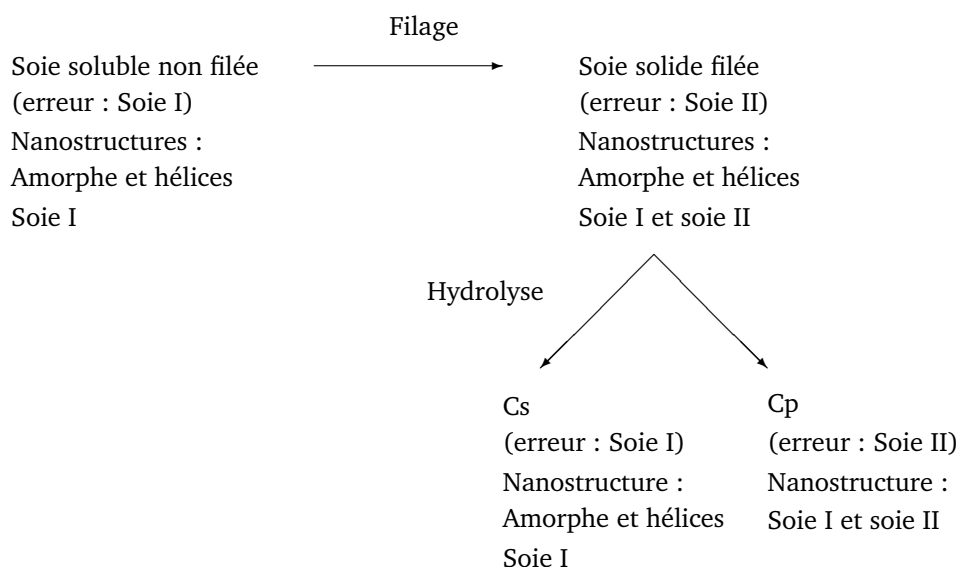 Filage
Soie soluble non filée
(erreur : Soie I)
Nanostructures :
Amorphe et hélices
Soie I
Soie solide filée
(erreur : Soie II)
Nanostructures :
Amorphe et hélices
Soie I et soie II
Hydrolyse
Cs
(erreur : Soie I)
Nanostructure :
Amorphe et hélices
Soie I
Cp
(erreur : Soie II)
Nanostructure :
Soie I et soie II